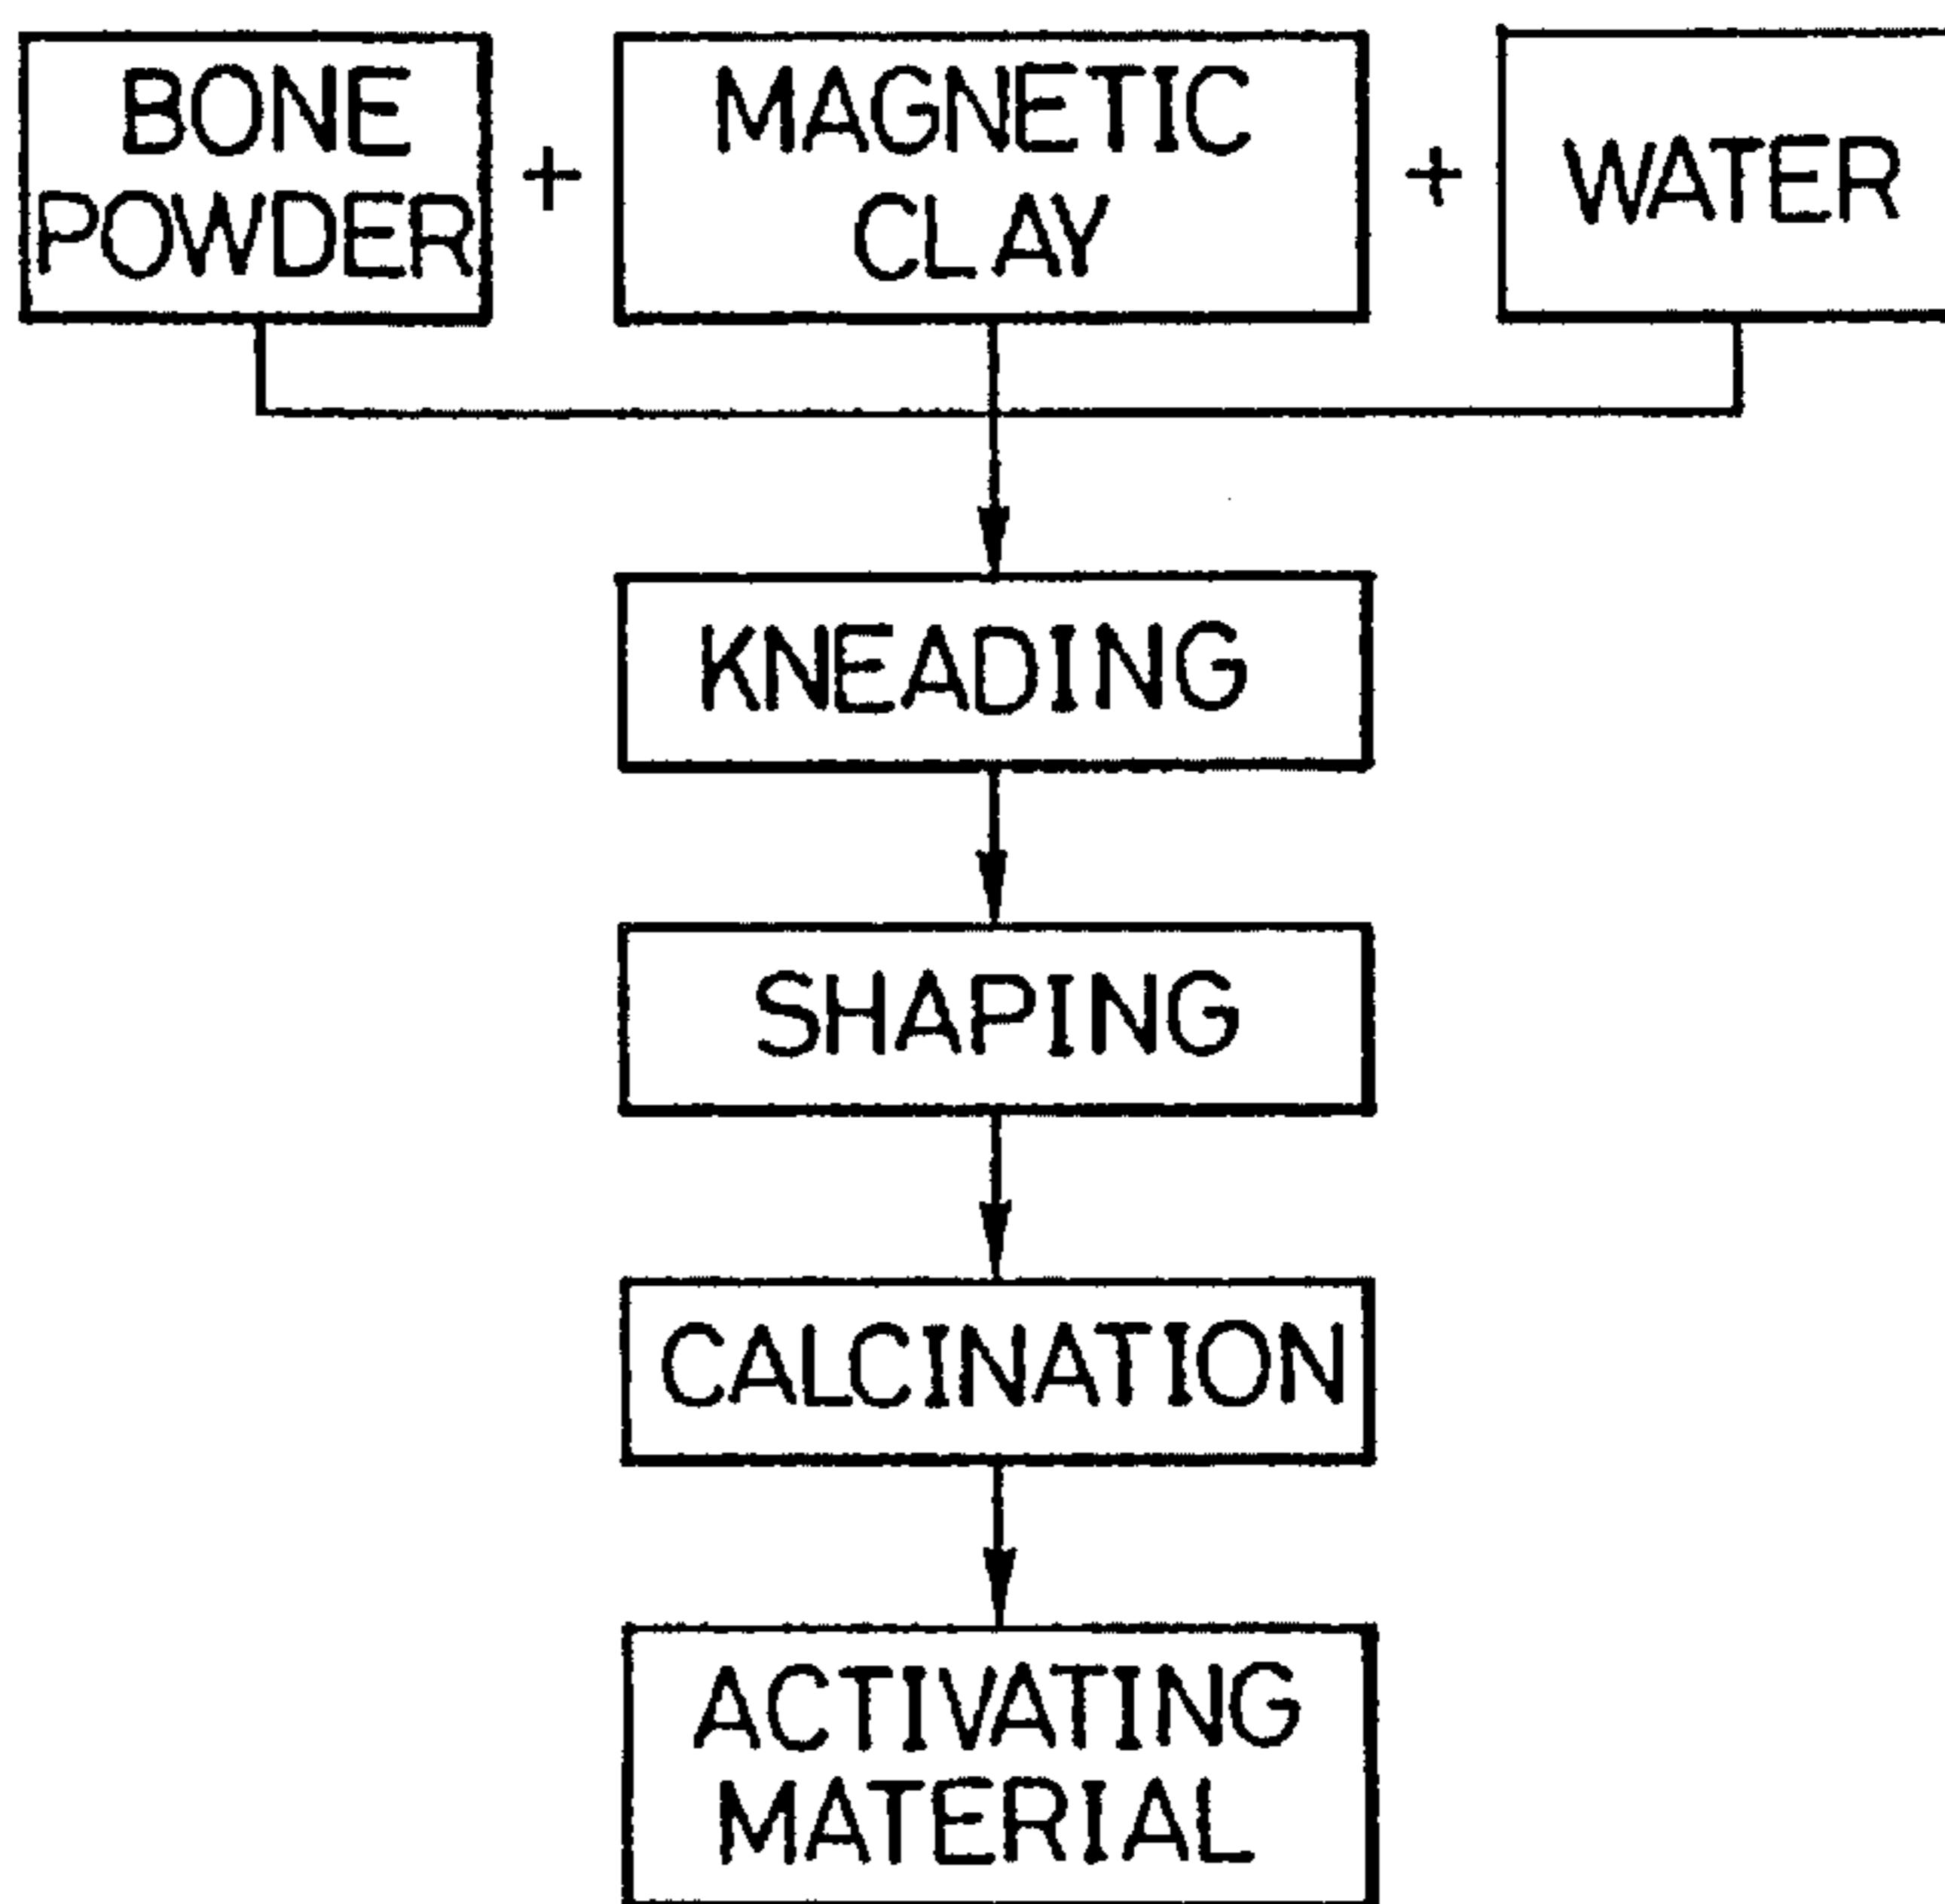 BONE
POWDER
+
MAGNETIC
CLAY
+
WATER
KNEADING
SHAPING
CALCINATION
ACTIVATING
MATERIAL